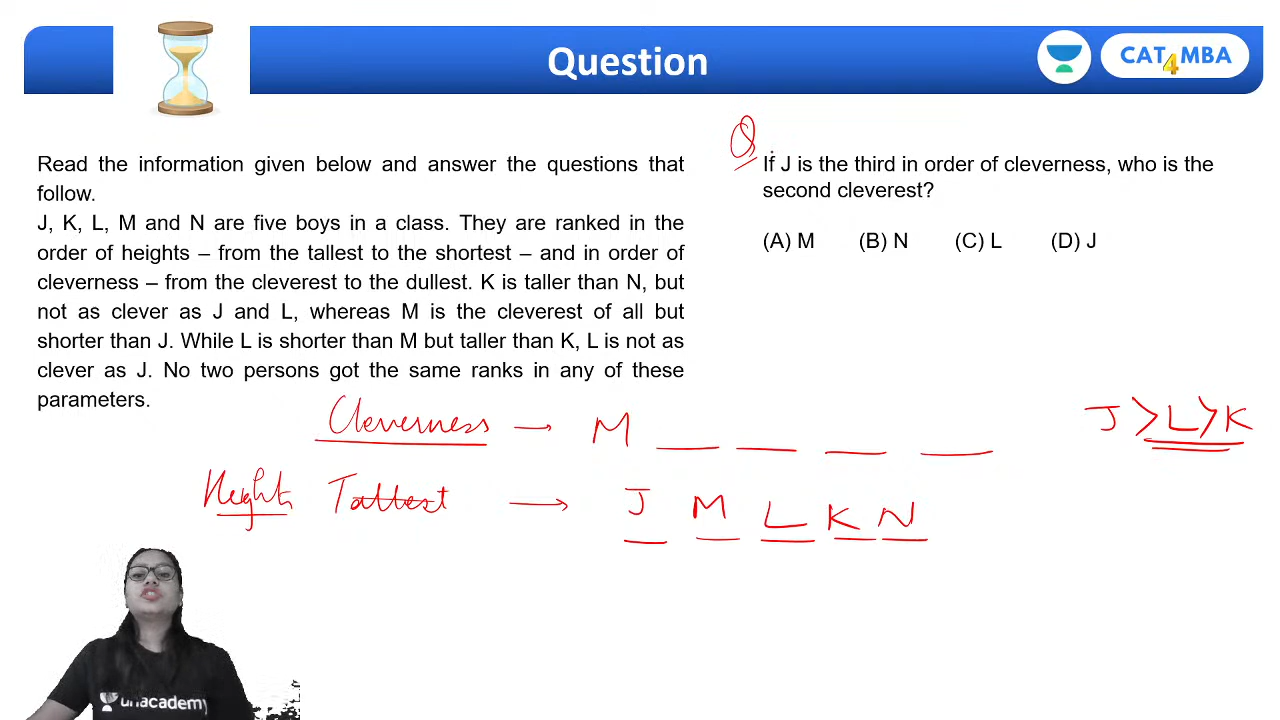 Question
CAT4MBA
Read the information given below and answer the questions that
follow.
J, K, L, M and N are five boys in a class. They are ranked in the
order of heights – from the tallest to the shortest – and in order of
cleverness – from the cleverest to the dullest. K is taller than N, but
not as clever as J and L, whereas M is the cleverest of all but
shorter than J. While L is shorter than M but taller than K, L is not as
clever as J. No two persons got the same ranks in any of these
parameters.
Q
If J is the third in order of cleverness, who is the
second cleverest?
(A) M (B) N (C) L (D) J
Cleverness → M __ __ __ __
J > L > K
Height Tallest → J M L K N
unacademy